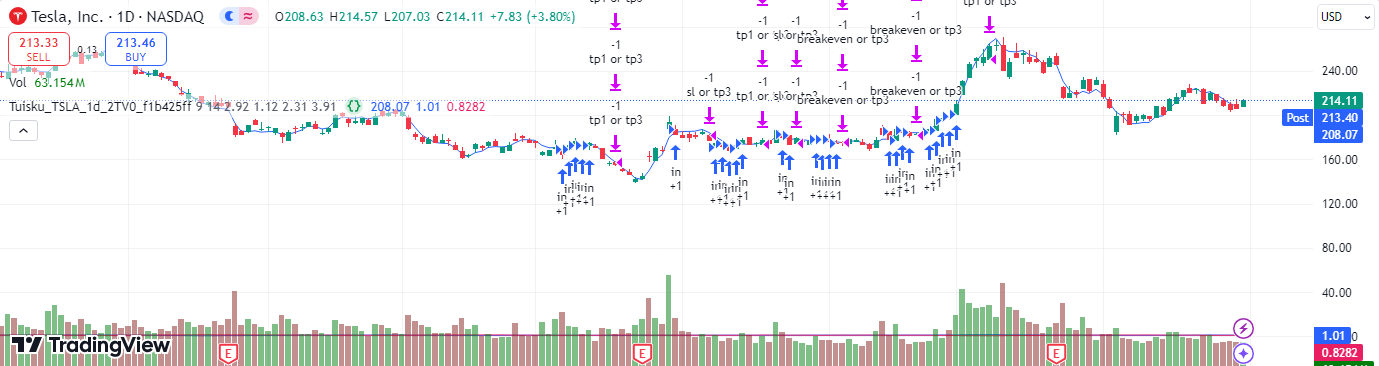 Tesla, Inc. · 1D · NASDAQ O208.63 H214.57 L207.03 C214.11 +7.83 (+3.80%)
USD
213.33 SELL
0.13
213.46 BUY
Vol 63.154M
Tuisku_TSLA_1d_2TV0_f1b425ff 9 14 2.92 1.12 2.31 3.91 {} 208.07 1.01 0.8282
tp1 or tp3
-1
tp1 or tp3
-1
tp1 or tp3
-1
tp1 or tp3
-1
sl or tp3
-1
-1
-1
breakeven or tp3
-1
-1
-1
breakeven or tp3
-1
breakeven or tp3
-1
breakeven or tp3
-1
breakeven or tp3
tp1 or tp3
in
+1
in
+1
in
+1
in
+1
in
+1
240.00
214.11
Post 213.40
208.07
160.00
120.00
80.00
40.00
1.01
0.8282
E
E
E
TradingView